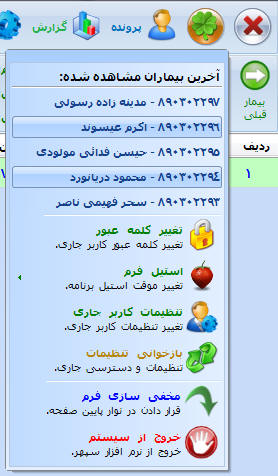 پرونده
گزارش
آخرین بیماران مشاهده شده:
۸۹۰۳۰۲۲۹۷ - مدینه زاده رسولی
۸۹۰۳۰۲۲۹٦ - اکرم عیسوند
۸۹۰۳۰۲۲۹۵ - حیسن فدائی مولودی
۸۹۰۳۰۲۲۹٤ - محمود دریانورد
۸۹۰۳۰۲۲۹۳ - سحر فهیمی ناصر
تغییر کلمه عبور
تغییر کلمه عبور کاربر جاری.
استیل فرم
تغییر موقت استیل برنامه.
تنظیمات کاربر جاری
تغییر تنظیمات کاربر جاری.
بازخوانی تنظیمات
تنظیمات و دسترسی جاری.
مخفی سازی فرم
قرار دادن در نوار پایین صفحه.
خروج از سیستم
خروج از نرم افزار سپهر.
بیمار
قبلی
ردیف
۱